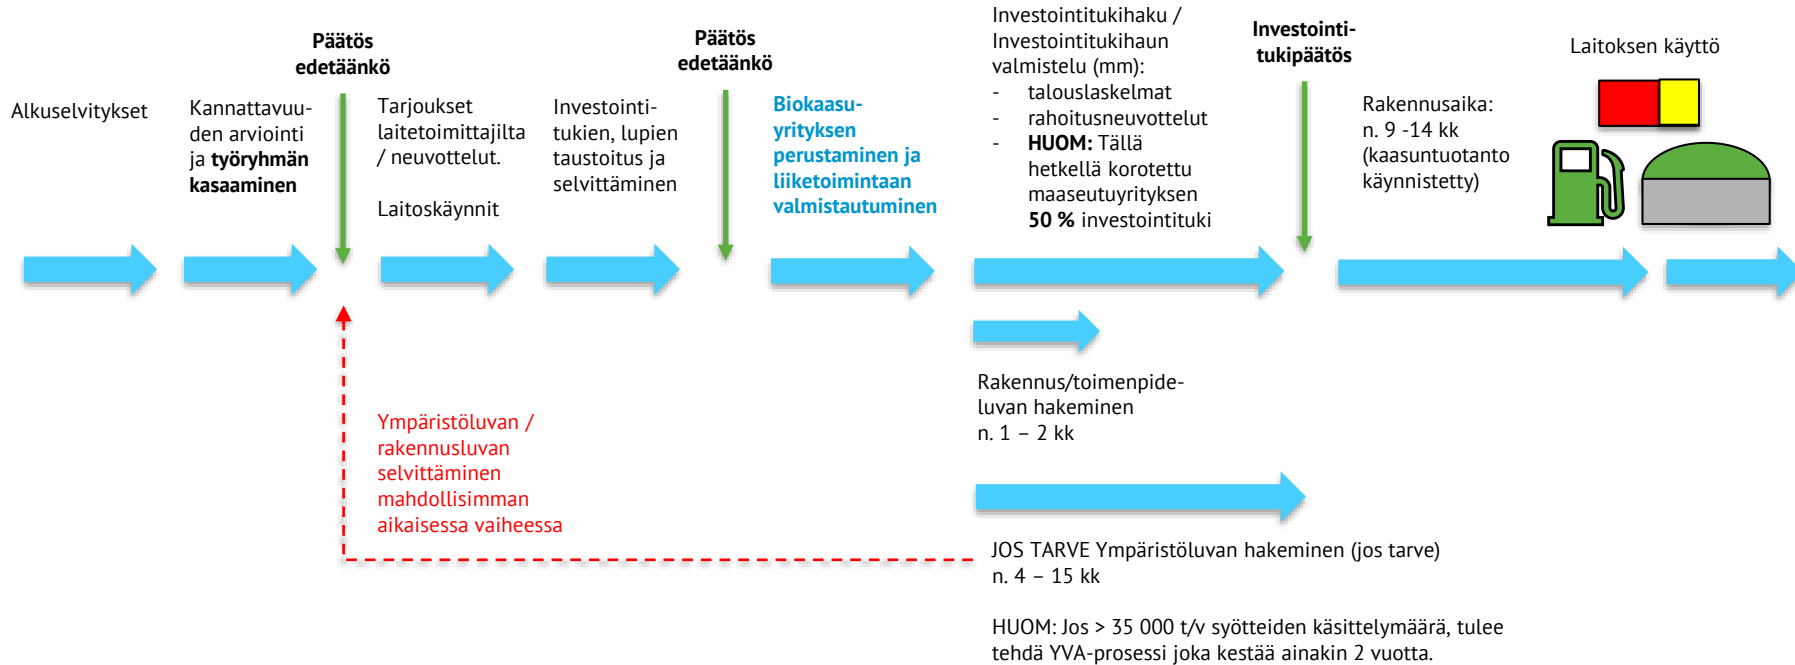 Alkuselvitykset
Kannattavuu-
den arviointi
ja työryhmän
kasaaminen
Päätös
edetäänkö
Tarjoukset
laitetoimittajilta
/ neuvottelut.
Laitoskäynnit
Investointi-
tukien, lupien
taustoitus ja
selvittäminen
Päätös
edetäänkö
Biokaasu-
yrityksen
perustaminen ja
liiketoimintaan
valmistautuminen
Investointitukihaku /
Investointitukihaun
valmistelu (mm):
- talouslaskelmat
- rahoitusneuvottelut
- HUOM: Tällä
hetkellä korotettu
maaseutuyrityksen
50 % investointituki
Investointi-
tukipäätös
Rakennusaika:
n. 9 -14 kk
(kaasuntuotanto
käynnistetty)
Laitoksen käyttö
Rakennus/toimenpide-
luvan hakeminen
n. 1 – 2 kk
Ympäristöluvan /
rakennusluvan
selvittäminen
mahdollisimman
aikaisessa vaiheessa
JOS TARVE Ympäristöluvan hakeminen (jos tarve)
n. 4 – 15 kk
HUOM: Jos > 35 000 t/v syötteiden käsittelymäärä, tulee
tehdä YVA-prosessi joka kestää ainakin 2 vuotta.